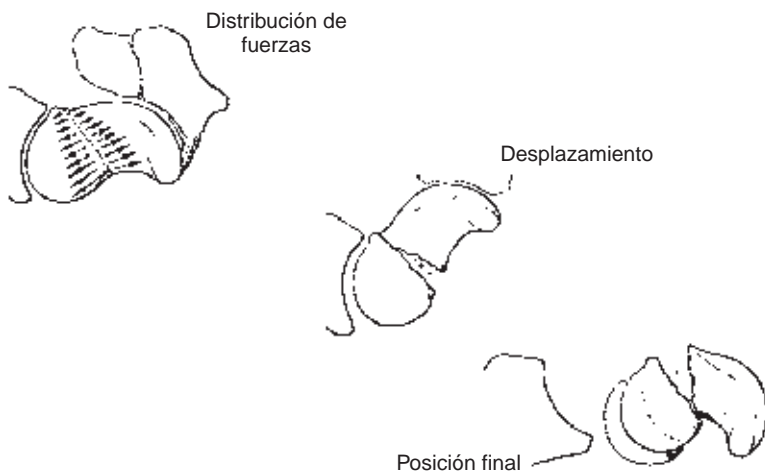 Distribución de
fuerzas
Desplazamiento
Posición final